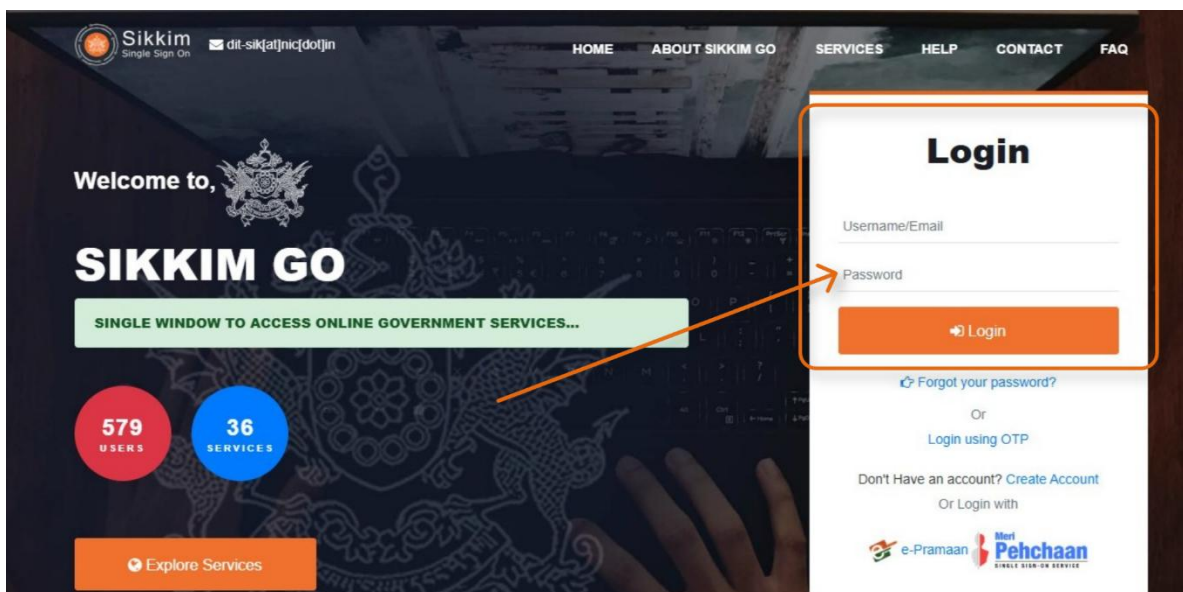 Sikkim
Single Sign On
dit-sik[at]nic[dot]in
HOME ABOUT SIKKIM GO SERVICES HELP CONTACT FAQ
Welcome to,
SIKKIM GO
SINGLE WINDOW TO ACCESS ONLINE GOVERNMENT SERVICES...
579
USERS
36
SERVICES
Explore Services
Login
Username/Email
Password
Login
Forgot your password?
Or
Login using OTP
Don't Have an account? Create Account
Or Login with
e-Pramaan
Meri
Pehchaan
SINGLE SIGN-ON SERVICE